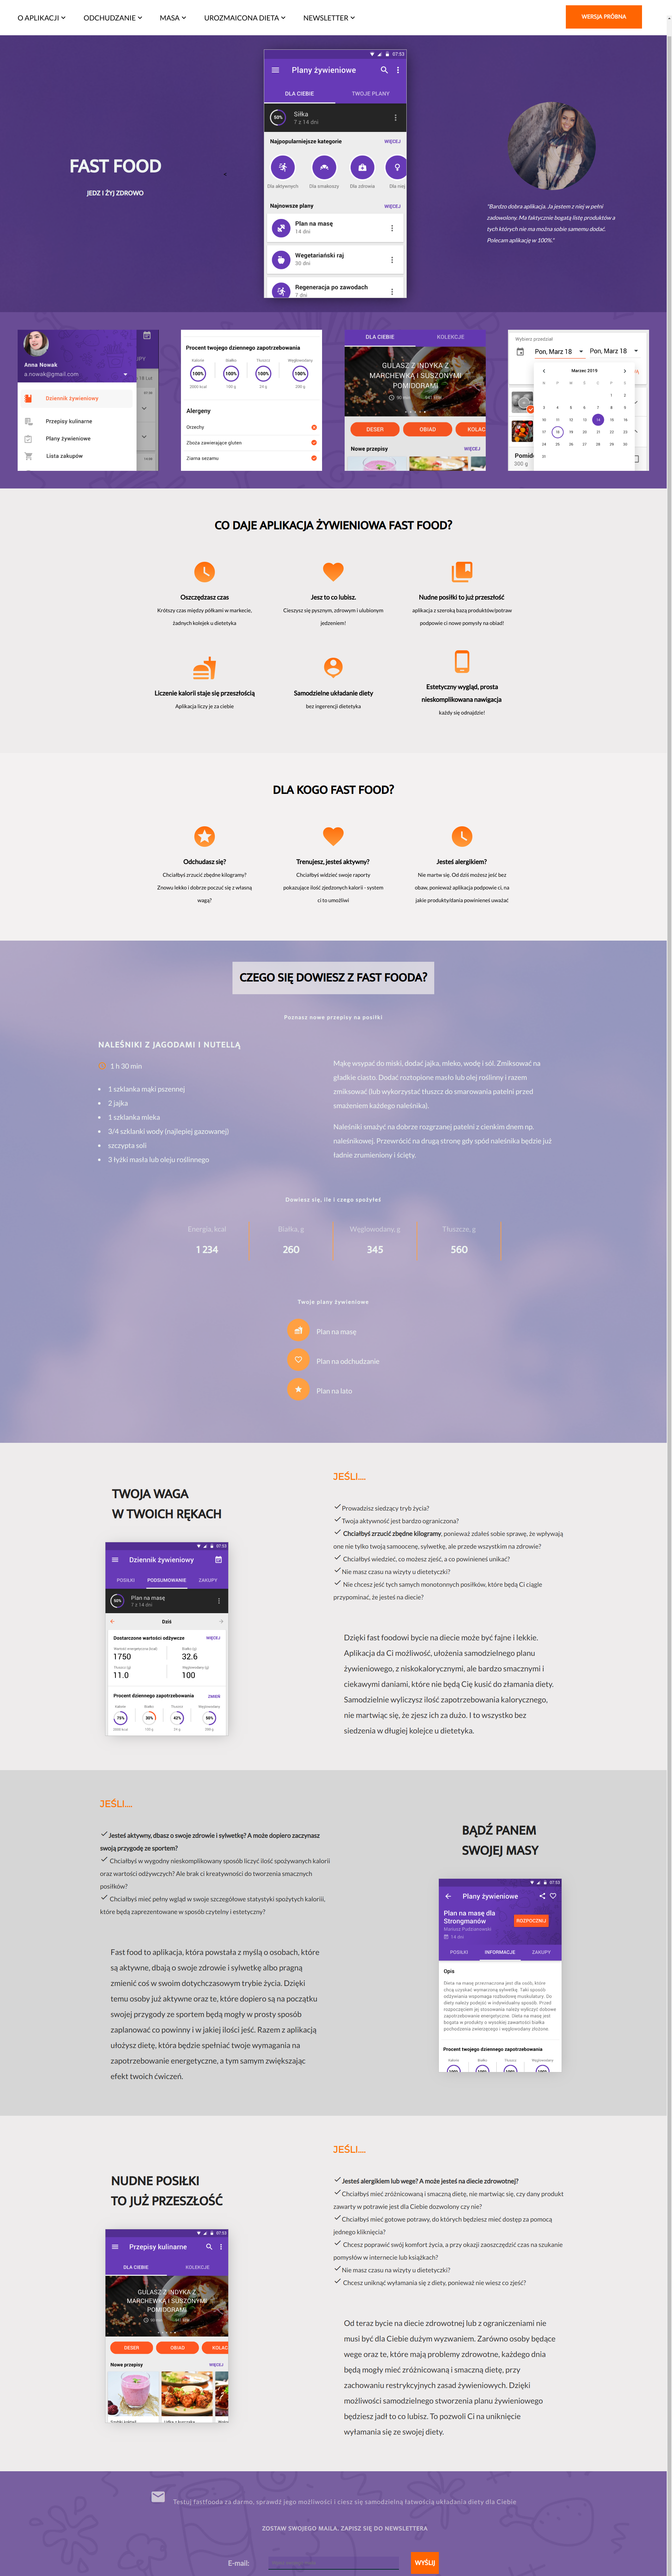 O APLIKACJI
ODCHUDZANIE
MASA
UROZMAICONA DIETA
NEWSLETTER
WERSJA PRÓBNA
FAST FOOD
JEDZ I ŻYJ ZDROWO
07:53
Plany żywieniowe
DLA CIEBIE
TWOJE PLANY
50%
Siłka
7 z 14 dni
Najpopularniejsze kategorie
WIĘCEJ
Dla aktywnych
Dla smakoszy
Dla zdrowia
Dla niej
Najnowsze plany
WIĘCEJ
Plan na masę
14 dni
Wegetariański raj
30 dni
Regeneracja po zawodach
7 dni
"Bardzo dobra aplikacja. Ja jestem z niej w pełni
zadowolony. Ma faktycznie bogatą listę produktów a
tych których nie ma można sobie samemu dodać.
Polecam aplikację w 100%."
Anna Nowak
a.nowak@gmail.com
Dziennik żywieniowy
Przepisy kulinarne
Plany żywieniowe
Lista zakupów
Procent twojego dziennego zapotrzebowania
Kalorie
Białko
Tłuszcz
Węglowodany
100%
100%
100%
100%
2000 kcal
100 g
Alergeny
Orzechy
Zboża zawierające gluten
Ziarna sezamu
DLA CIEBIE
KOLEKCJE
GULASZ Z INDYKA Z
MARCHEWKĄ I SUSZONYMI
POMIDORAMI
DESER
OBIAD
KOLAC
Nowe przepisy
WIĘCEJ
Wybierz przedział
Pon, Marz 18
Pon, Marz 18
Marzec 2019
Pomid
300 g
CO DAJE APLIKACJA ŻYWIENIOWA FAST FOOD?
Oszczędzasz czas
Krótszy czas między półkami w markecie,
żadnych kolejek u dietetyka
Jesz to co lubisz.
Cieszysz się pysznym, zdrowym i ulubionym
jedzeniem!
Nudne posiłki to już przeszłość
aplikacja z szeroką bazą produktów/potraw
podpowie ci nowe pomysły na obiad!
Liczenie kalorii staje się przeszłością
Aplikacja liczy je za ciebie
Samodzielne układanie diety
bez ingerencji dietetyka
Estetyczny wygląd, prosta
nieskomplikowana nawigacja
każdy się odnajdzie!
DLA KOGO FAST FOOD?
Odchudasz się?
Chciałbyś zrzucić zbędne kilogramy?
Znowu lekko i dobrze poczuć się z własną
wagą?
Trenujesz, jesteś aktywny?
Chciałbyś widzieć swoje raporty
pokazujące ilość zjedzonych kalorii - system
ci to umożliwi
Jesteś alergikiem?
Nie martw się. Od dziś możesz jeść bez
obaw, ponieważ aplikacja podpowie ci, na
jakie produkty/dania powinieneś uważać
CZEGO SIĘ DOWIESZ Z FAST FOODA?
Poznasz nowe przepisy na posiłki
NALEŚNIKI Z JAGODAMI I NUTELLĄ
1 h 30 min
1 szklanka mąki pszennej
2 jajka
1 szklanka mleka
3/4 szklanki wody (najlepiej gazowanej)
szczypta soli
3 łyżki masła lub oleju roślinnego
Mąkę wsypać do miski, dodać jajka, mleko, wodę i sól. Zmiksować na
gładkie ciasto. Dodać roztopione masło lub olej roślinny i razem
zmiksować (lub wykorzystać tłuszcz do smarowania patelni przed
smażeniem każdego naleśnika).
Naleśniki smażyć na dobrze rozgrzanej patelni z cienkim dnem np.
naleśnikowej. Przewrócić na drugą stronę gdy spód naleśnika będzie już
ładnie zrumieniony i ścięty.
Dowiesz się, ile i czego spożyłeś
Energia, kcal
Białka, g
Węglowodany, g
Tłuszcze, g
1 234
260
345
560
Twoje plany żywieniowe
Plan na masę
Plan na odchudzanie
Plan na lato
TWOJA WAGA
W TWOICH RĘKACH
07:53
Dziennik żywieniowy
POSIŁKI
PODSUMOWANIE
ZAKUPY
50%
Plan na masę
7 z 14 dni
Dziś
Dostarczone wartości odżywcze
WIĘCEJ
Wartość energetyczna (kcal)
Białko (g)
1750
32.6
Tłuszcz (g)
Węglowodany (g)
11.0
100
Procent dziennego zapotrzebowania
ZMIEŃ
Kalorie
Białko
Tłuszcz
Węglowodany
75%
30%
42%
50%
JEŚLI....
Prowadzisz siedzący tryb życia?
Twoja aktywność jest bardzo ograniczona?
Chciałbyś zrzucić zbędne kilogramy, ponieważ zdałeś sobie sprawę, że wpływają
one nie tylko twoją samoocenę, sylwetkę, ale przede wszystkim na zdrowie?
Chciałbyś wiedzieć, co możesz zjeść, a co powinieneś unikać?
Nie masz czasu na wizyty u dietetyczki?
Nie chcesz jeść tych samych monotonnych posiłków, które będą Ci ciągle
przypominać, że jesteś na diecie?
Dzięki fast foodowi bycie na diecie może być fajne i lekkie.
Aplikacja da Ci możliwość, ułożenia samodzielnego planu
żywieniowego, z niskokalorycznymi, ale bardzo smacznymi i
ciekawymi daniami, które nie będą Cię kusić do złamania diety.
Samodzielnie wyliczysz ilość zapotrzebowania kalorycznego,
nie martwiąc się, że zjesz ich za dużo. I to wszystko bez
siedzenia w długiej kolejce u dietetyka.
JEŚLI....
Jesteś aktywny, dbasz o swoje zdrowie i sylwetkę? A może dopiero zaczynasz
swoją przygodę ze sportem?
Chciałbyś w wygodny nieskomplikowany sposób liczyć ilość spożywanych kalorii
oraz wartości odżywczych? Ale brak ci kreatywności do tworzenia smacznych
posiłków?
Chciałbyś mieć pełny wgląd w swoje szczegółowe statystyki spożytych kalorii,
które będą zaprezentowane w sposób czytelny i estetyczny?
Fast food to aplikacja, która powstała z myślą o osobach, które
są aktywne, dbają o swoje zdrowie i sylwetkę albo pragną
zmienić coś w swoim dotychczasowym trybie życia. Dzięki
temu już aktywne oraz te, które dopiero są na początku
swojej przygody ze sportem będą mogły w prosty sposób
zaplanować co powinny i w jakiej ilości jeść. Razem z aplikacją
ułożysz dietę, która będzie spełniać twoje wymagania na
zapotrzebowanie energetyczne, a tym samym zwiększając
efekt twoich ćwiczeń.
BĄDŹ PANEM
SWOJEJ MASY
07:53
Plany żywieniowe
Plan na masę dla
Strongmanów
ROZPOCZNIJ
14 dni
POSIŁKI
INFORMACJE
ZAKUPY
Opis
Procent twojego dziennego zapotrzebowania
Kalorie
Białko
Tłuszcz
Węglowodany
NUDNE POSIŁKI
TO JUŻ PRZESZŁOŚĆ
07:53
Przepisy kulinarne
DLA CIEBIE
KOLEKCJE
GULASZ Z INDYKA Z
MARCHEWKĄ I SUSZONYMI
POMIDORAMI
DESER
OBIAD
KOLAC
Nowe przepisy
WIĘCEJ
JEŚLI....
Jesteś alergikiem lub wege? A może jesteś na diecie zdrowotnej?
Chciałbyś mieć zróżnicowaną i smaczną dietę, nie martwiąc się, czy dany produkt
zawarty w potrawie jest dla Ciebie dozwolony czy nie?
Chciałbyś mieć gotowe potrawy, do których będziesz mieć dostęp za pomocą
jednego kliknięcia?
Chcesz poprawić swój komfort życia, a przy okazji zaoszczędzić czas na szukanie
pomysłów w internecie lub książkach?
Nie masz czasu na wizyty u dietetyczki?
Chcesz uniknąć wyłamania się z diety, ponieważ nie wiesz co zjeść?
Od teraz bycie na diecie zdrowotnej lub z ograniczeniami nie
musi być dla Ciebie dużym wyzwaniem. Zarówno osoby będące
wege oraz te, które mają problemy zdrowotne, każdego dnia
będą mogły mieć zróżnicowaną i smaczną dietę, przy
zachowaniu restrykcyjnych zasad żywieniowych. Dzięki
możliwości samodzielnego stworzenia planu żywieniowego
będziesz jadł to co lubisz. To pozwoli Ci na uniknięcie
wyłamania się ze swojej diety.
Testuj fastfooda za darmo, sprawdź jego możliwości i ciesz się samodzielną łatwością układania diety dla Ciebie
ZOSTAW SWOJEGO MAILA, ZAPISZ SIĘ DO NEWSLETTERA
E-mail:
WYŚLIJ